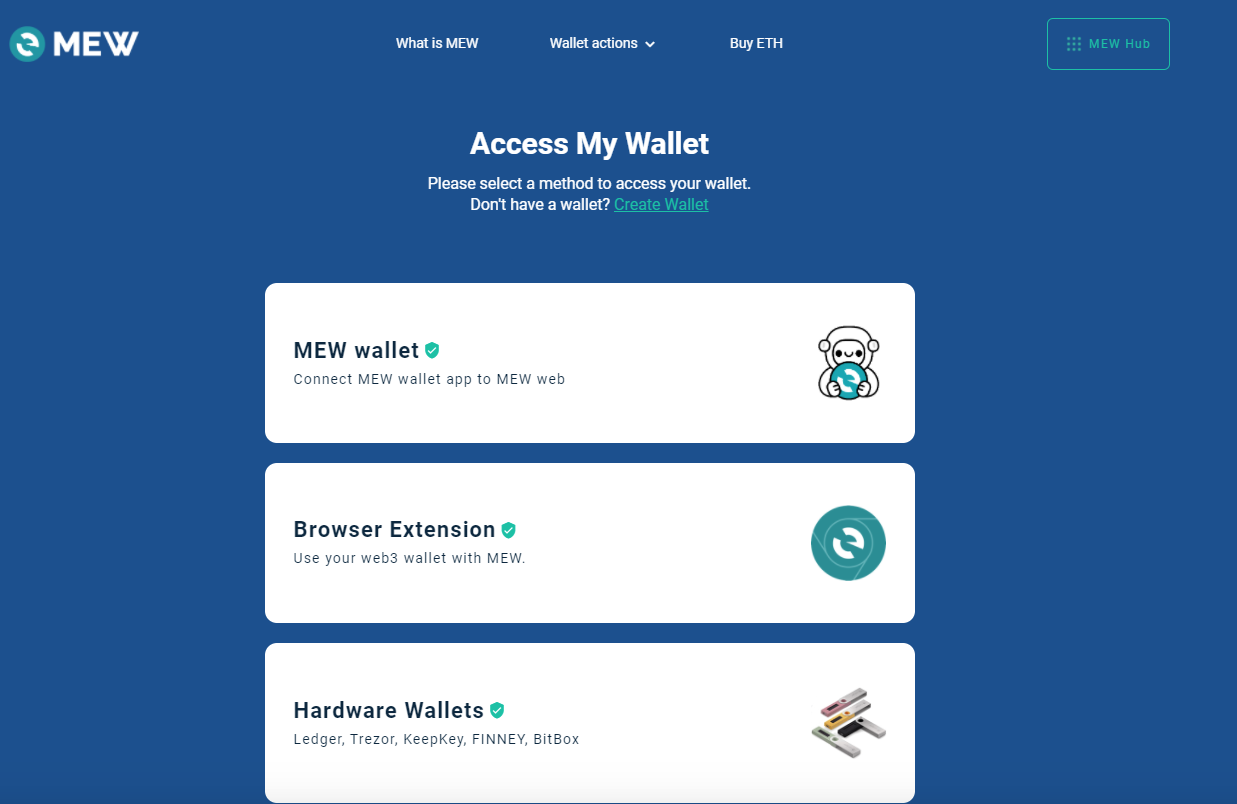 MEW
What is MEW
Wallet actions
Buy ETH
MEW Hub
Access My Wallet
Please select a method to access your wallet.
Don't have a wallet? Create Wallet
MEW wallet
Connect MEW wallet app to MEW web
Browser Extension
Use your web3 wallet with MEW.
Hardware Wallets
Ledger, Trezor, KeepKey, FINNEY, BitBox